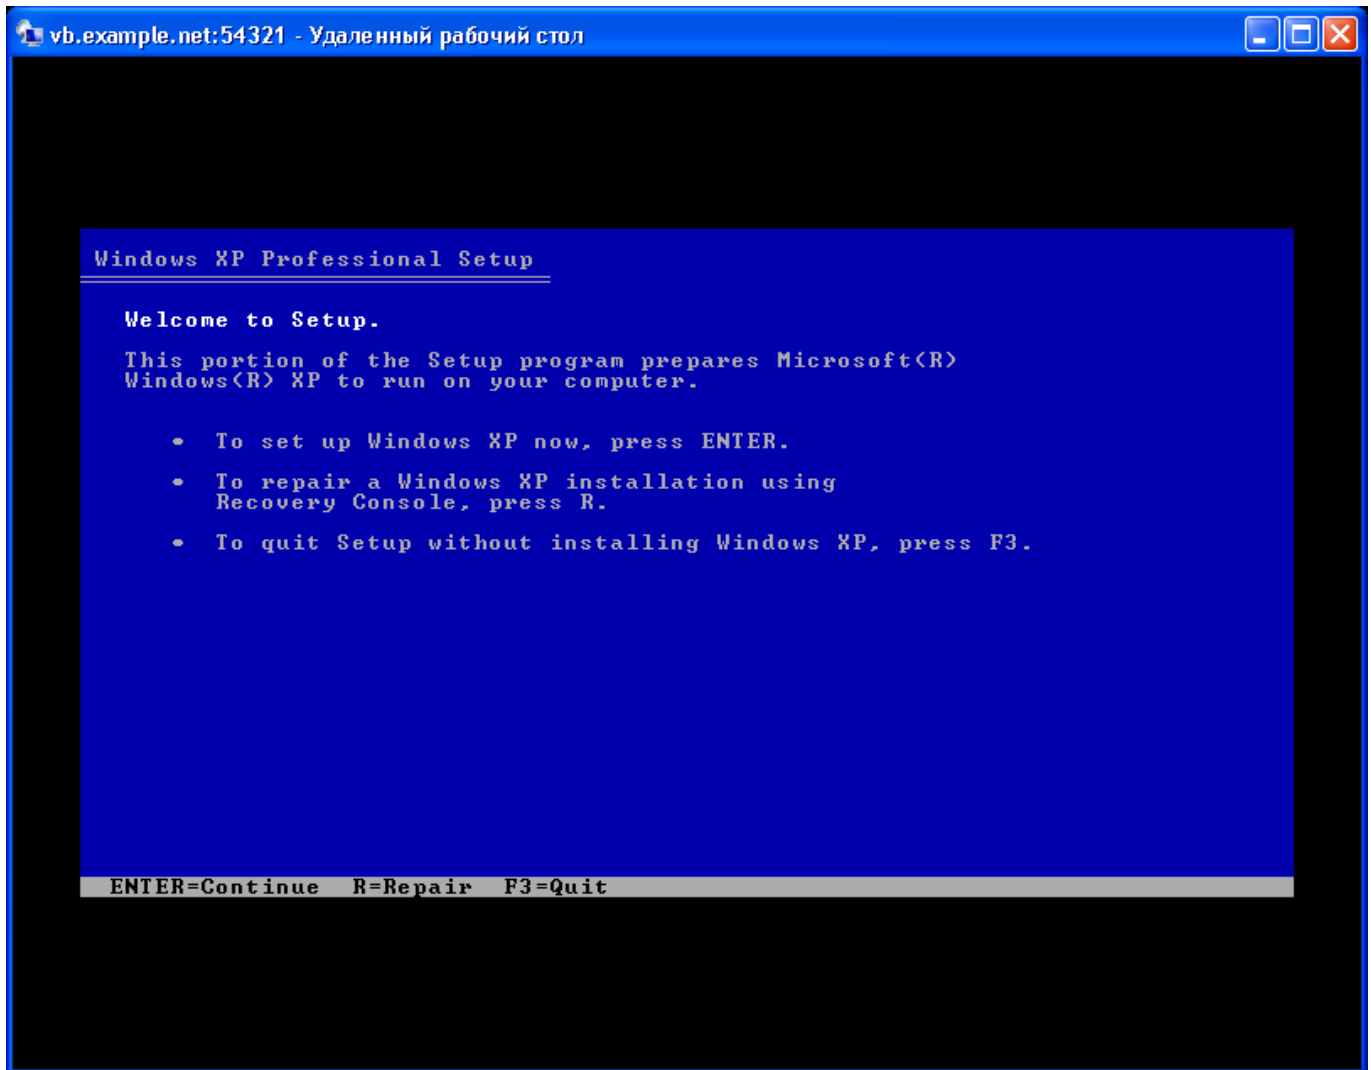 vb.example.net:54321 - Удаленный рабочий стол
Windows XP Professional Setup
Welcome to Setup.
This portion of the Setup program prepares Microsoft(R)
Windows(R) XP to run on your computer.
• To set up Windows XP now, press ENTER.
• To repair a Windows XP installation using
Recovery Console, press R.
• To quit Setup without installing Windows XP, press F3.
ENTER=Continue R=Repair F3=Quit